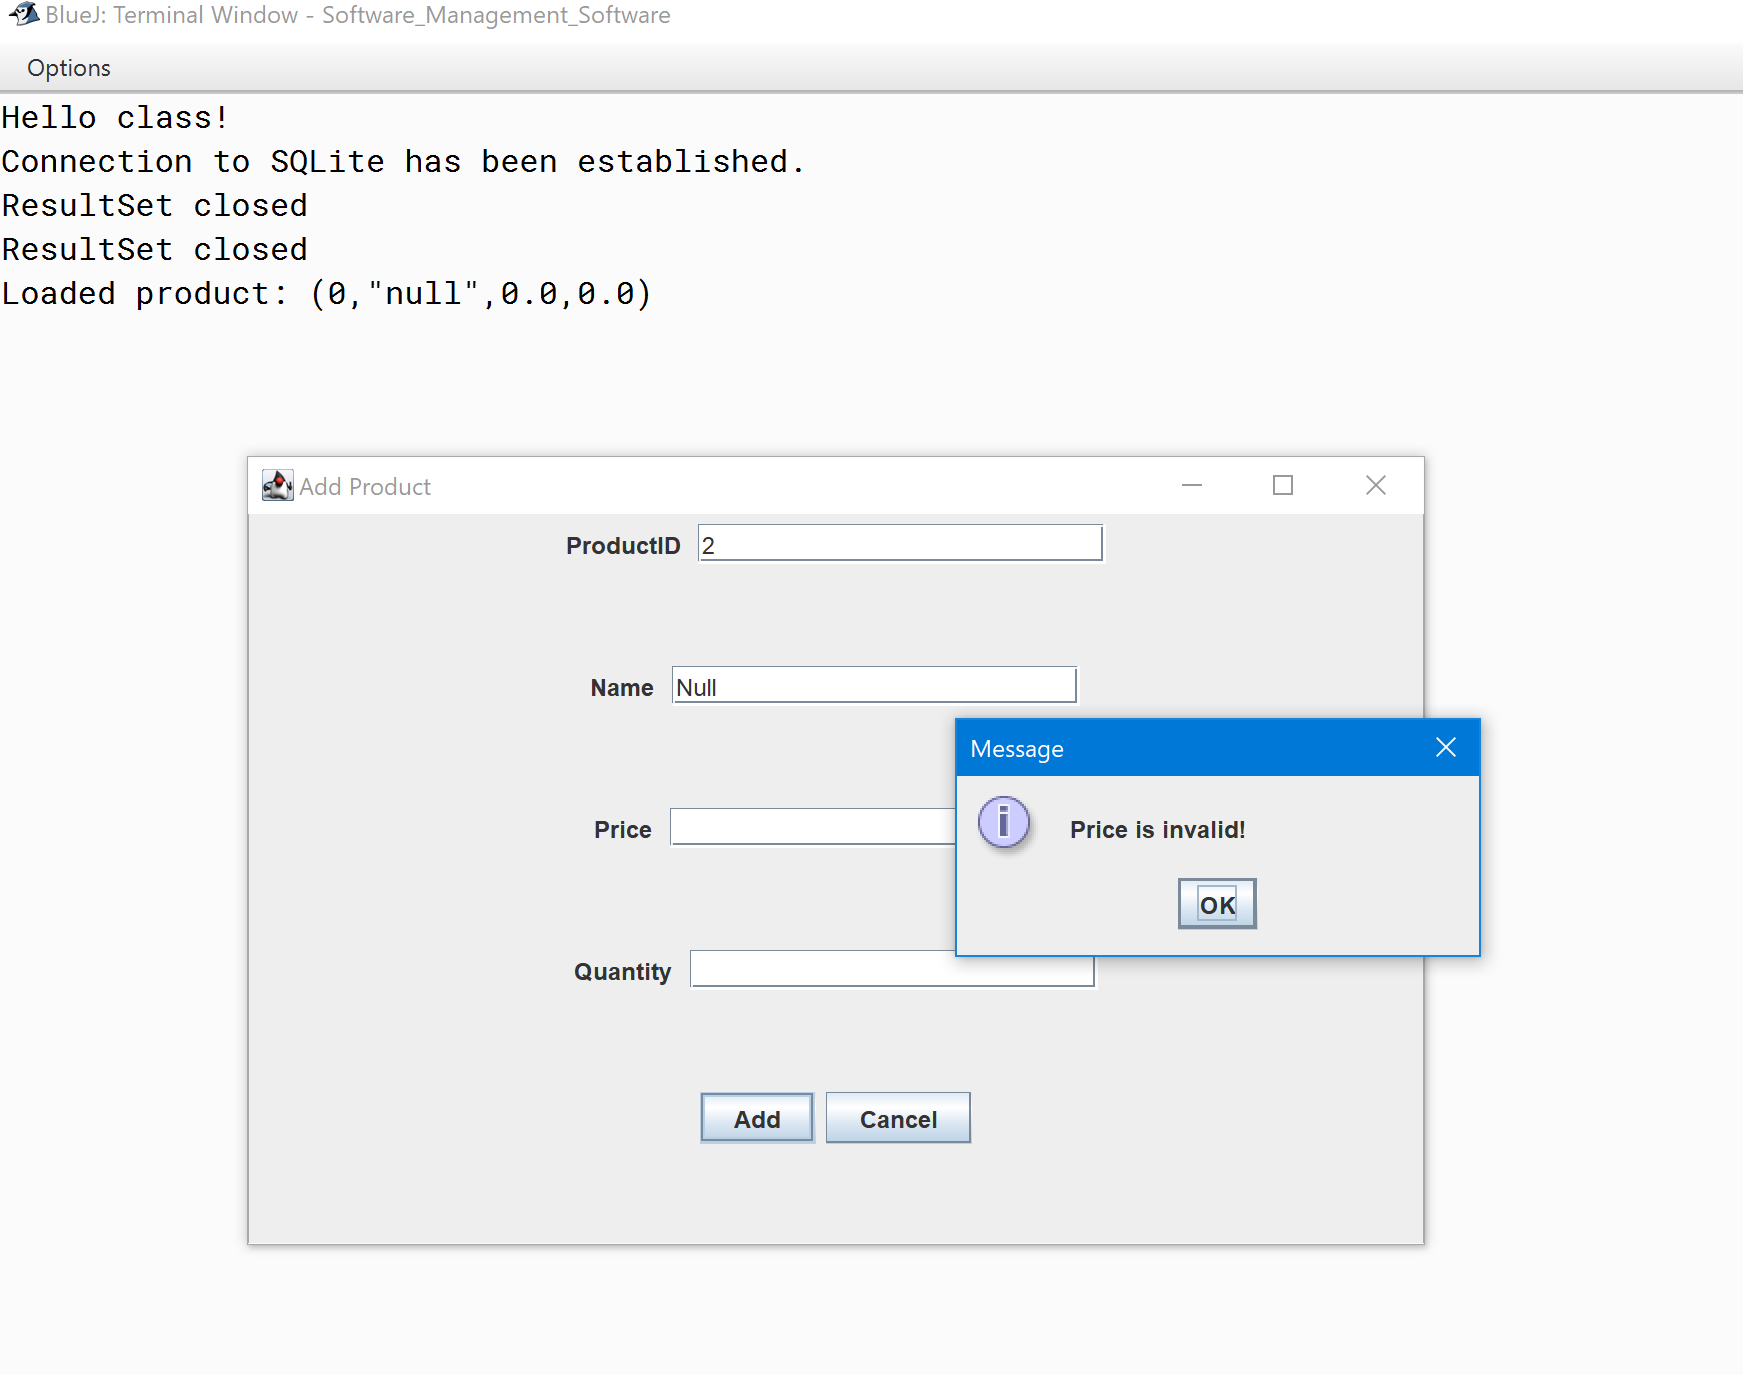 BlueJ: Terminal Window - Software_Management_Software
Options
Hello class!
Connection to SQLite has been established.
ResultSet closed
ResultSet closed
Loaded product: (0,"null",0.0,0.0)
Add Product
ProductID 2
Name Null
Message
Price
Price is invalid!
OK
Quantity
Add Cancel